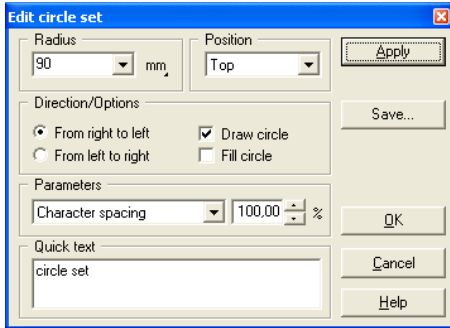 Edit circle set
Radius
90 mm
Position
Top
Apply
Direction/Options
From right to left
Draw circle
From left to right
Fill circle
Save...
Parameters
Character spacing 100,00 %
OK
Quick text
circle set
Cancel
Help